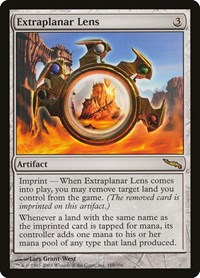 Extraplanar Lens 3
Artifact
Imprint — When Extraplanar Lens comes
into play, you may remove target land you
control from the game. (The removed card is
imprinted on this artifact.)
Whenever a land with the same name as
the imprinted card is tapped for mana, its
controller adds one mana to his or her
mana pool of any type that land produced.
Lars Grant-West